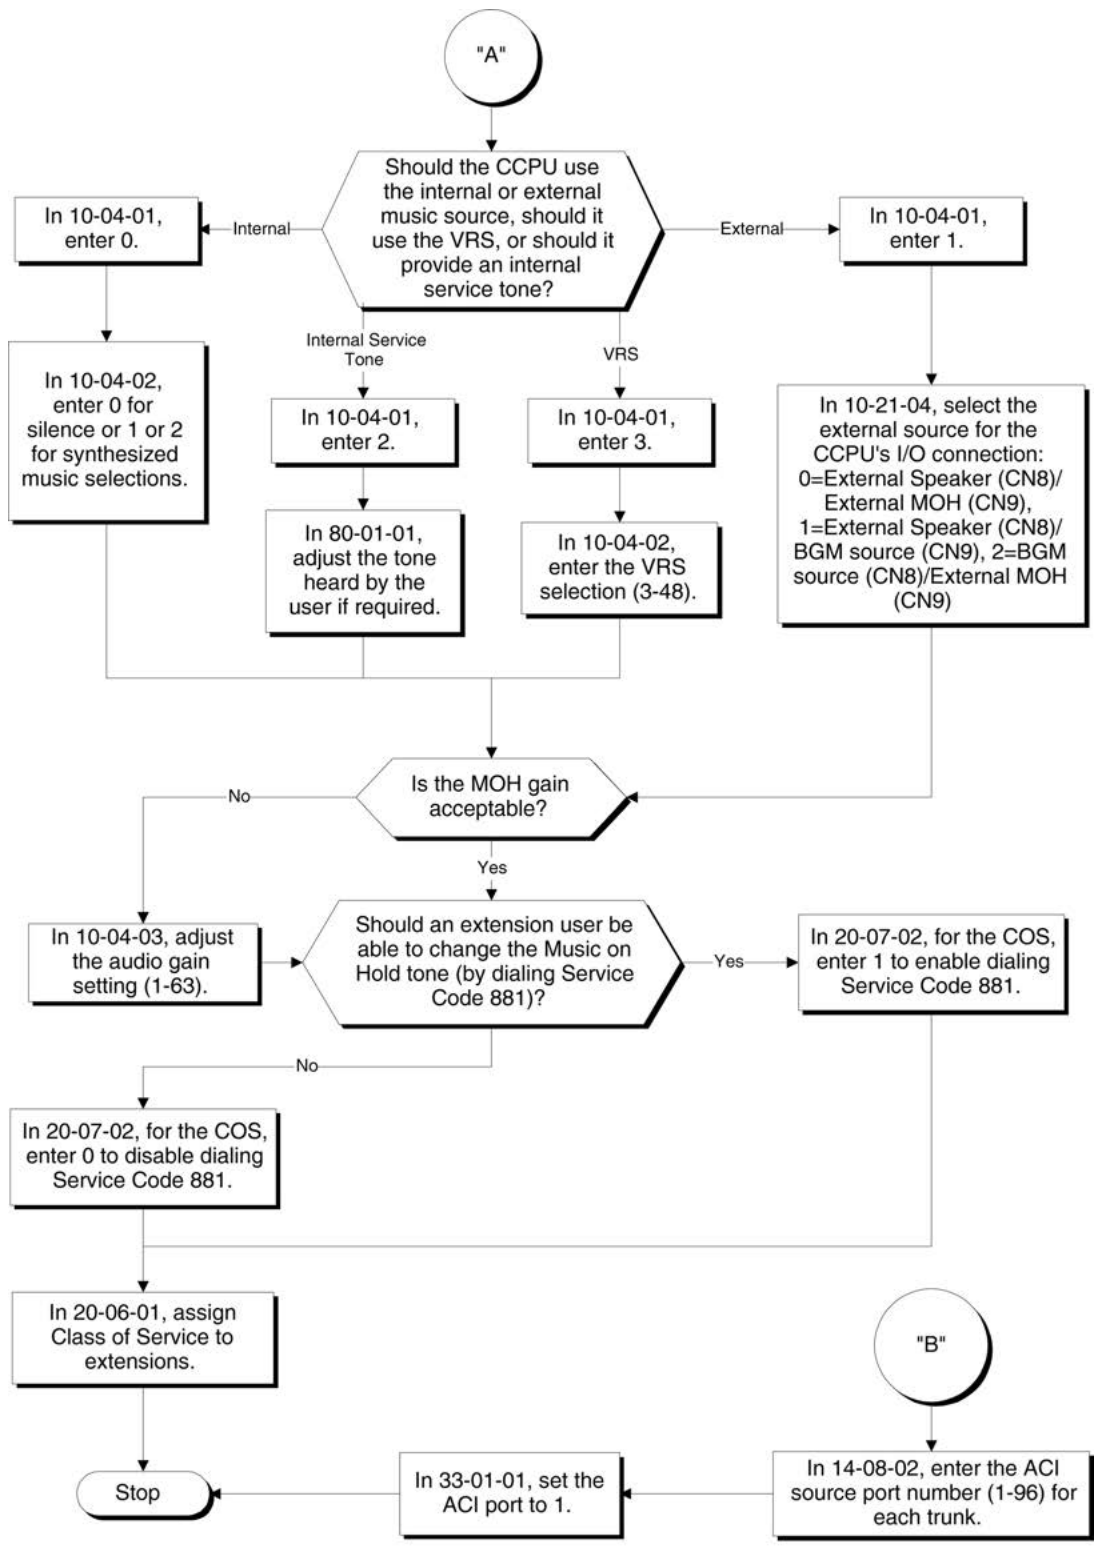 "A"
Should the CCPU use
the internal or external
music source, should it
use the VRS, or should it
provide an internal
service tone?
Internal
External
In 10-04-01,
enter 0.
In 10-04-01,
enter 1.
Internal Service
Tone
VRS
In 10-04-02,
enter 0 for
silence or 1 or 2
for synthesized
music selections.
In 10-04-01,
enter 2.
In 10-04-01,
enter 3.
In 10-21-04, select the
external source for the
CCPU's I/O connection:
0=External Speaker (CN8)/
External MOH (CN9),
1=External Speaker (CN8)/
BGM source (CN9), 2=BGM
source (CN8)/External MOH
(CN9)
In 80-01-01,
adjust the tone
heard by the
user if required.
In 10-04-02,
enter the VRS
selection (3-48).
Is the MOH gain
acceptable?
No
Yes
In 10-04-03, adjust
the audio gain
setting (1-63).
Should an extension user be
able to change the Music on
Hold tone (by dialing Service
Code 881)?
Yes
In 20-07-02, for the COS,
enter 1 to enable dialing
Service Code 881.
No
In 20-07-02, for the COS,
enter 0 to disable dialing
Service Code 881.
In 20-06-01, assign
Class of Service to
extensions.
"B"
Stop
In 33-01-01, set the
ACI port to 1.
In 14-08-02, enter the ACI
source port number (1-96) for
each trunk.